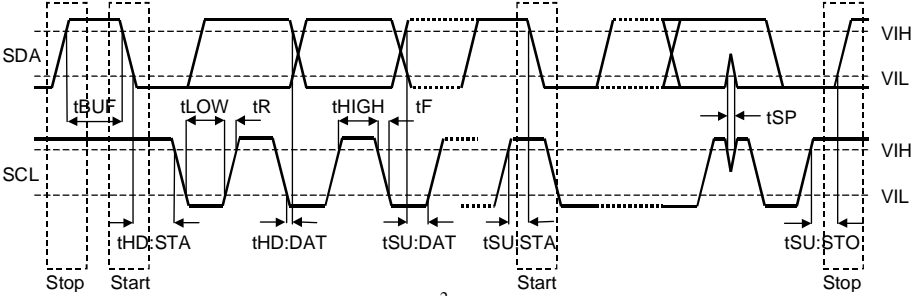 SDA
VIH
VIL
tBUF
tLOW
tR
tHIGH
tF
tSP
SCL
VIH
VIL
tHD:STA
tHD:DAT
tSU:DAT
tSU:STA
tSU:STO
Stop
Start
2
Start
Stop